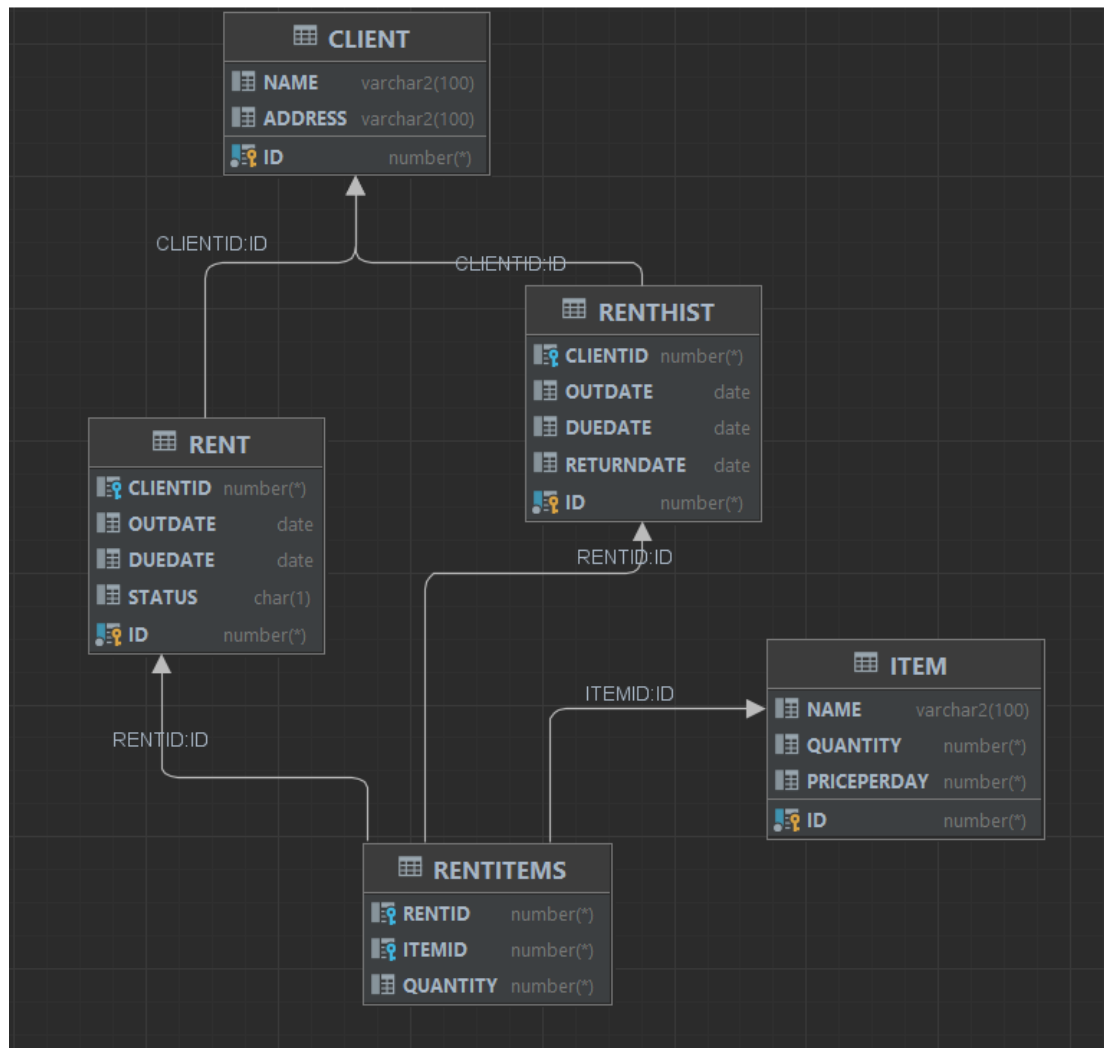 CLIENT
NAME varchar2(100)
ADDRESS varchar2(100)
ID number(*)
CLIENTID:ID
CLIENTID:ID
RENTHIST
CLIENTID number(*)
OUTDATE date
DUEDATE date
RETURNDATE date
ID number(*)
RENT
CLIENTID number(*)
OUTDATE date
DUEDATE date
STATUS char(1)
ID number(*)
RENTID:ID
ITEM
NAME varchar2(100)
QUANTITY number(*)
PRICEPERDAY number(*)
ID number(*)
ITEMID:ID
RENTID:ID
RENTITEMS
RENTID number(*)
ITEMID number(*)
QUANTITY number(*)